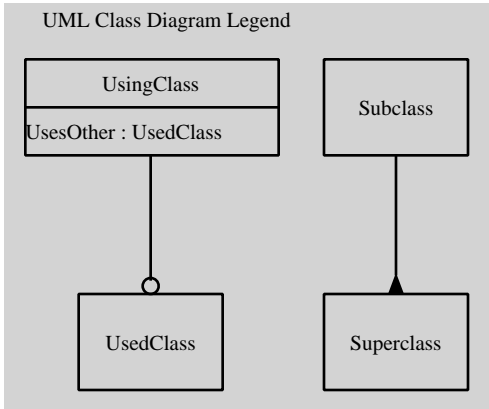 UML Class Diagram Legend
UsingClass
UsesOther : UsedClass
Subclass
UsedClass
Superclass